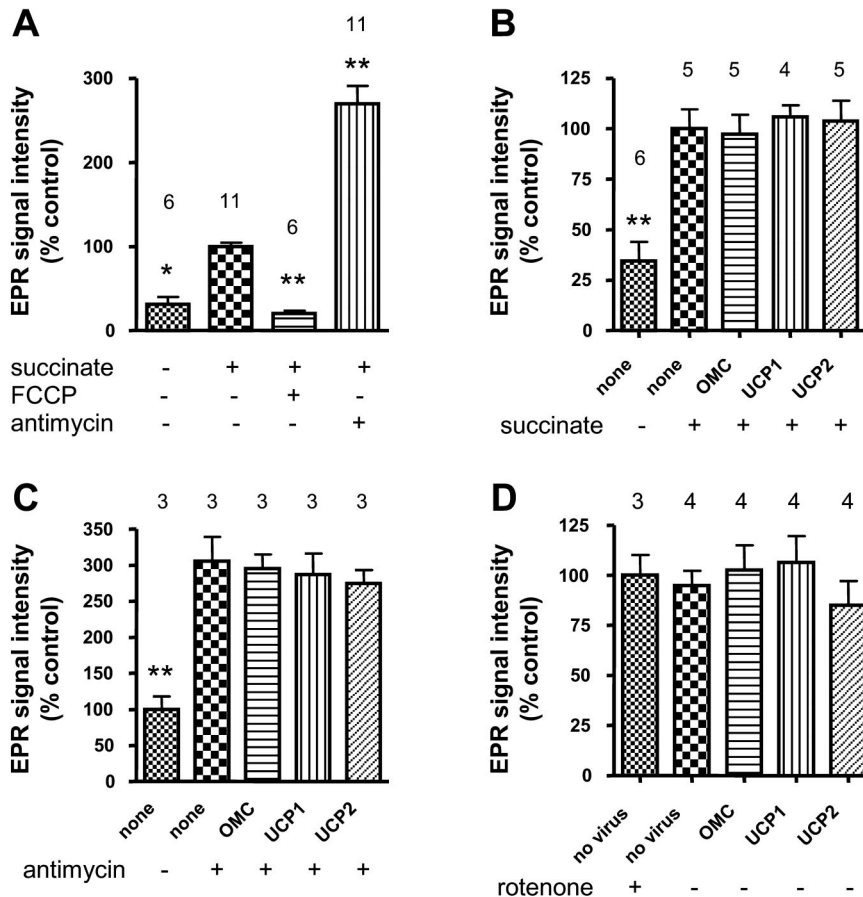 A
11
**
300
6
11
6
200
*
**
100
0
EPR signal intensity
(% control)
succinate - + + +
FCCP - - + -
antimycin - - - +
B
5 5 4 5
125
6
100
**
75
50
25
0
EPR signal intensity
(% control)
none none OMC UCP1 UCP2
succinate - + + + +
C
3 3 3 3 3
350
300
250
200
150
**
100
50
0
EPR signal intensity
(% control)
none none OMC UCP1 UCP2
antimycin - + + + +
D
3 4 4 4 4
125
100
75
50
25
0
EPR signal intensity
(% control)
no virus no virus OMC UCP1 UCP2
rotenone + - - - -